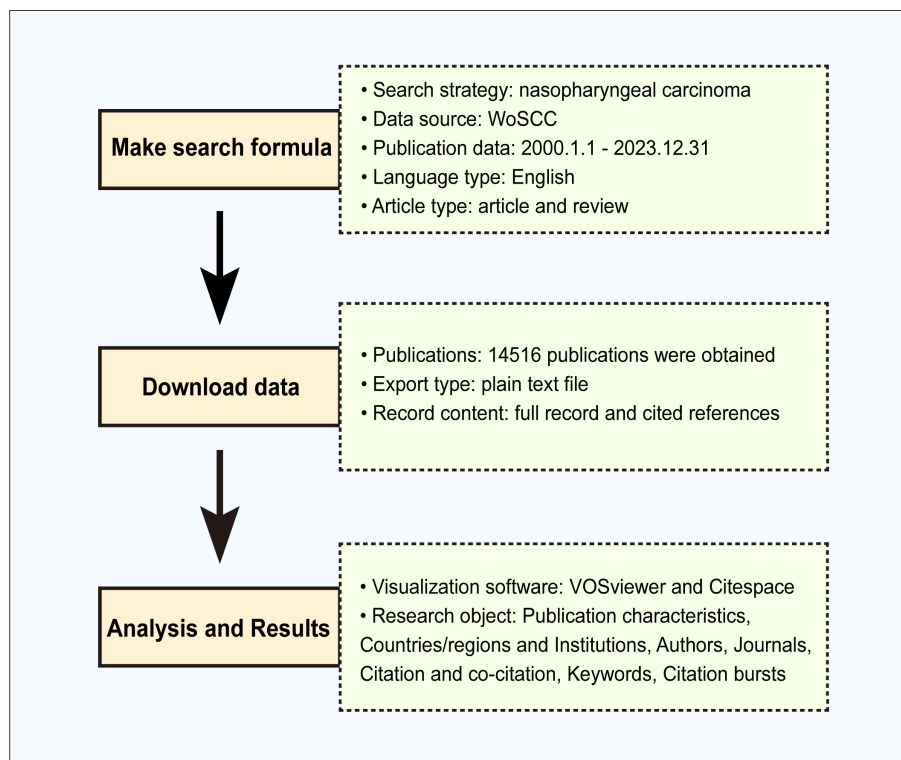 Make search formula
• Search strategy: nasopharyngeal carcinoma
• Data source: WoSCC
• Publication data: 2000.1.1 - 2023.12.31
• Language type: English
• Article type: article and review
Download data
• Publications: 14516 publications were obtained
• Export type: plain text file
• Record content: full record and cited references
Analysis and Results
• Visualization software: VOSviewer and Citespace
• Research object: Publication characteristics,
Countries/regions and Institutions, Authors, Journals,
Citation and co-citation, Keywords, Citation bursts